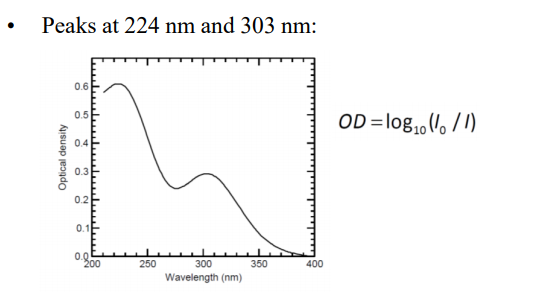 • Peaks at 224 nm and 303 nm:
0.6
0.5
0.4
0.3
0.2
0.1
0.0
Optical density
200 250 300 350 400
Wavelength (nm)
OD=log₁₀(I₀ / I)